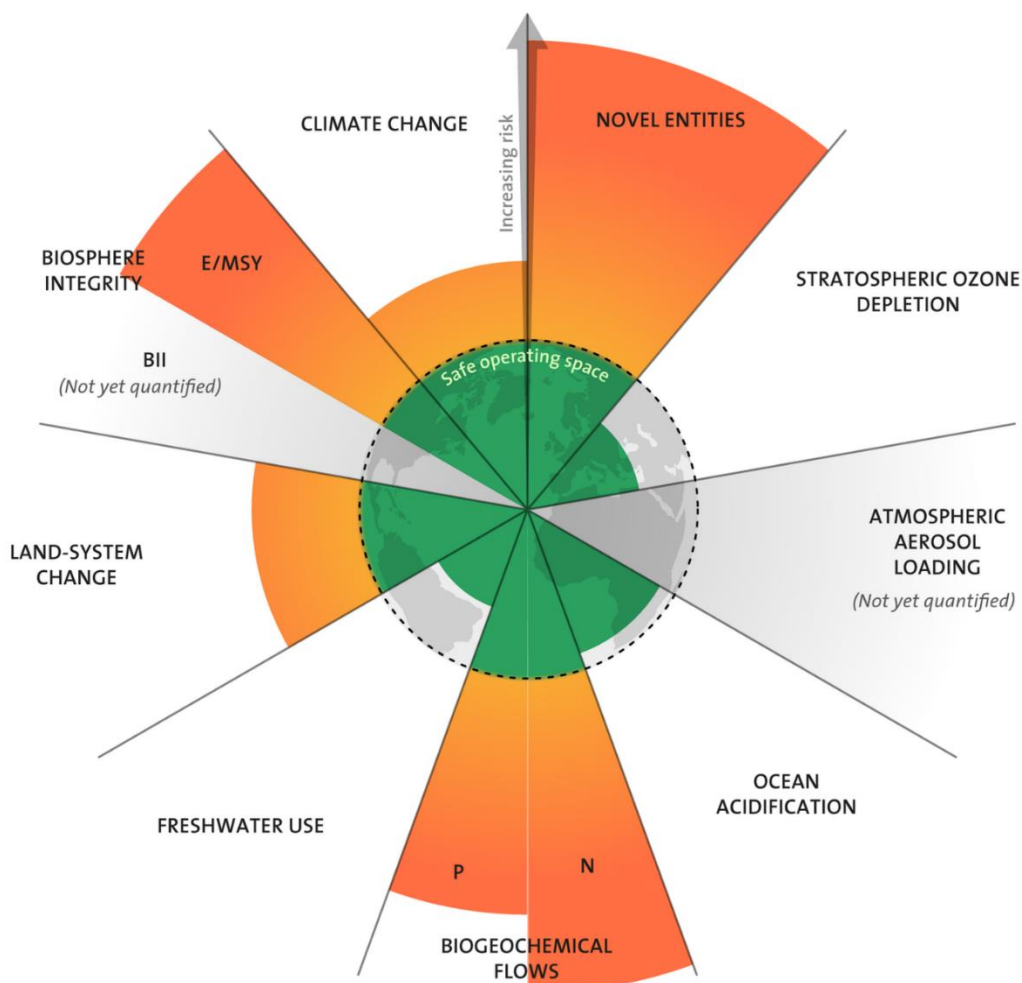 CLIMATE CHANGE
Increasing risk
NOVEL ENTITIES
BIOSPHERE
INTEGRITY
E/MSY
STRATOSPHERIC OZONE
DEPLETION
BII
(Not yet quantified)
Safe operating space
LAND-SYSTEM
CHANGE
ATMOSPHERIC
AEROSOL
LOADING
(Not yet quantified)
FRESHWATER USE
OCEAN
ACIDIFICATION
P
N
BIOGEOCHEMICAL
FLOWS